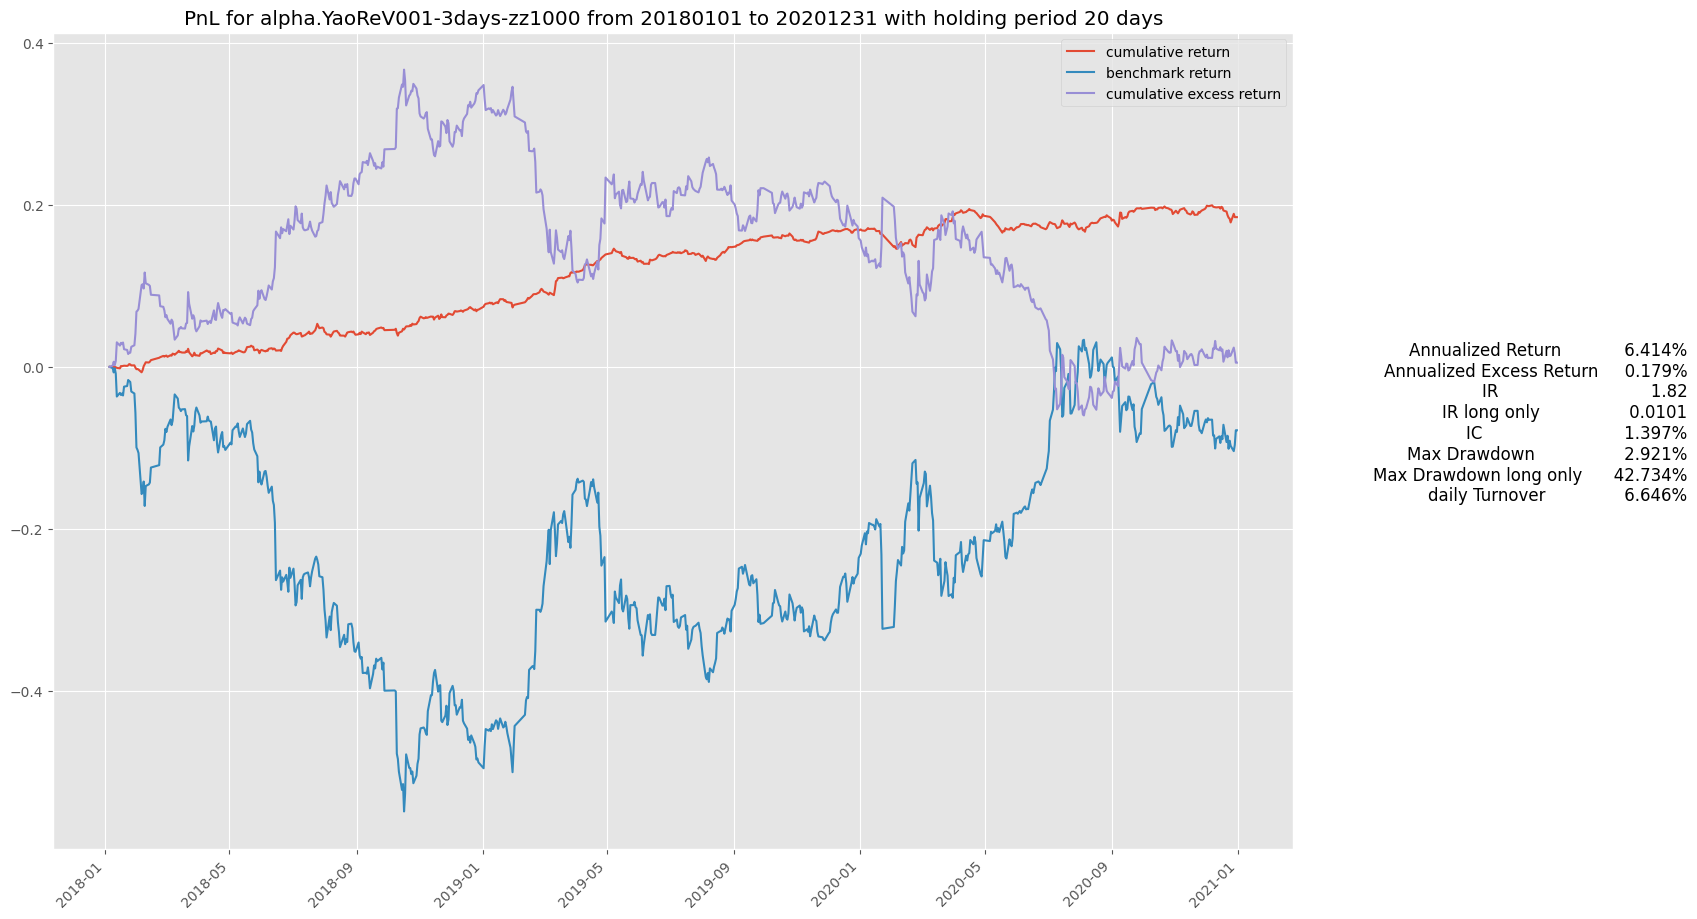 PnL for alpha.YaoReV001-3days-zz1000 from 20180101 to 20201231 with holding period 20 days
cumulative return
benchmark return
cumulative excess return
0.4
0.2
0.0
−0.2
−0.4
2018-01
2018-05
2018-09
2019-01
2019-05
2019-09
2020-01
2020-05
2020-09
2021-01
Annualized Return 6.414%
Annualized Excess Return 0.179%
IR 1.82
IR long only 0.0101
IC 1.397%
Max Drawdown 2.921%
Max Drawdown long only 42.734%
daily Turnover 6.646%